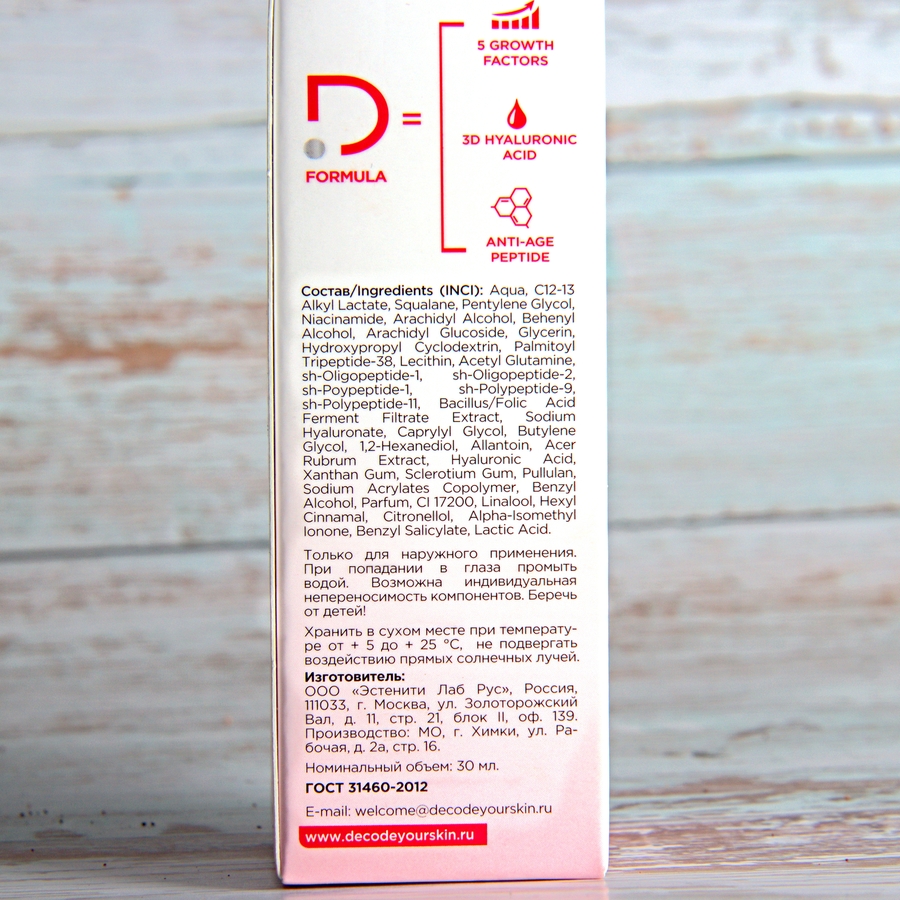 5 GROWTH
FACTORS
D =
FORMULA
3D HYALURONIC
ACID
ANTI-AGE
PEPTIDE
Состав/Ingredients (INCI): Aqua, C12-13
Alkyl Lactate, Squalane, Pentylene Glycol,
Niacinamide, Arachidyl Alcohol, Behenyl
Alcohol, Arachidyl Glucoside, Glycerin,
Hydroxypropyl Cyclodextrin, Palmitoyl
Tripeptide-38, Lecithin, Acetyl Glutamine,
sh-Oligopeptide-1, sh-Oligopeptide-2,
sh-Poypeptide-1, sh-Polypeptide-9,
sh-Polypeptide-11, Bacillus/Folic Acid
Ferment Filtrate Extract, Sodium
Hyaluronate, Caprylyl Glycol, Butylene
Glycol, 1,2-Hexanediol, Allantoin, Acer
Rubrum Extract, Hyaluronic Acid,
Xanthan Gum, Sclerotium Gum, Pullulan,
Sodium Acrylates Copolymer, Benzyl
Alcohol, Parfum, CI 17200, Linalool, Hexyl
Cinnamal, Citronellol, Alpha-Isomethyl
Ionone, Benzyl Salicylate, Lactic Acid.
Только для наружного применения.
При попадании в глаза промыть
водой. Возможна индивидуальная
непереносимость компонентов. Беречь
от детей!
Хранить в сухом месте при температу-
ре от + 5 до + 25 °С, не подвергать
воздействию прямых солнечных лучей.
Изготовитель:
ООО «Эстенити Лаб Рус», Россия,
111033, г. Москва, ул. Золоторожский
Вал, д. 11, стр. 21, блок II, оф. 139.
Производство: МО, г. Химки, ул. Ра-
бочая, д. 2а, стр. 16.
Номинальный объем: 30 мл.
ГОСТ 31460-2012
E-mail: welcome@decodeyourskin.ru
www.decodeyourskin.ru